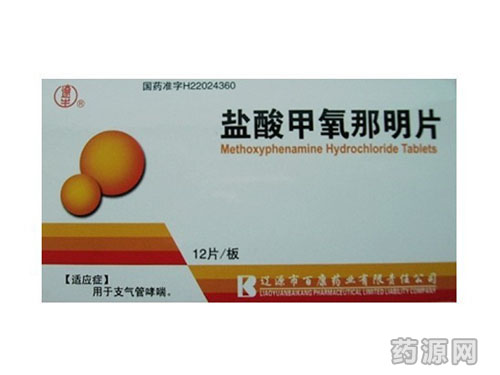 国药准字H22024360
盐酸甲氧那明片
Methoxyphenamine Hydrochloride Tablets
12片/板
【适应症】
用于支气管哮喘。
辽源市百康药业有限责任公司
LIAOYUANBAIKANG PHARMACEUTICAL LIMITED LIABILITY COMPANY
药源网